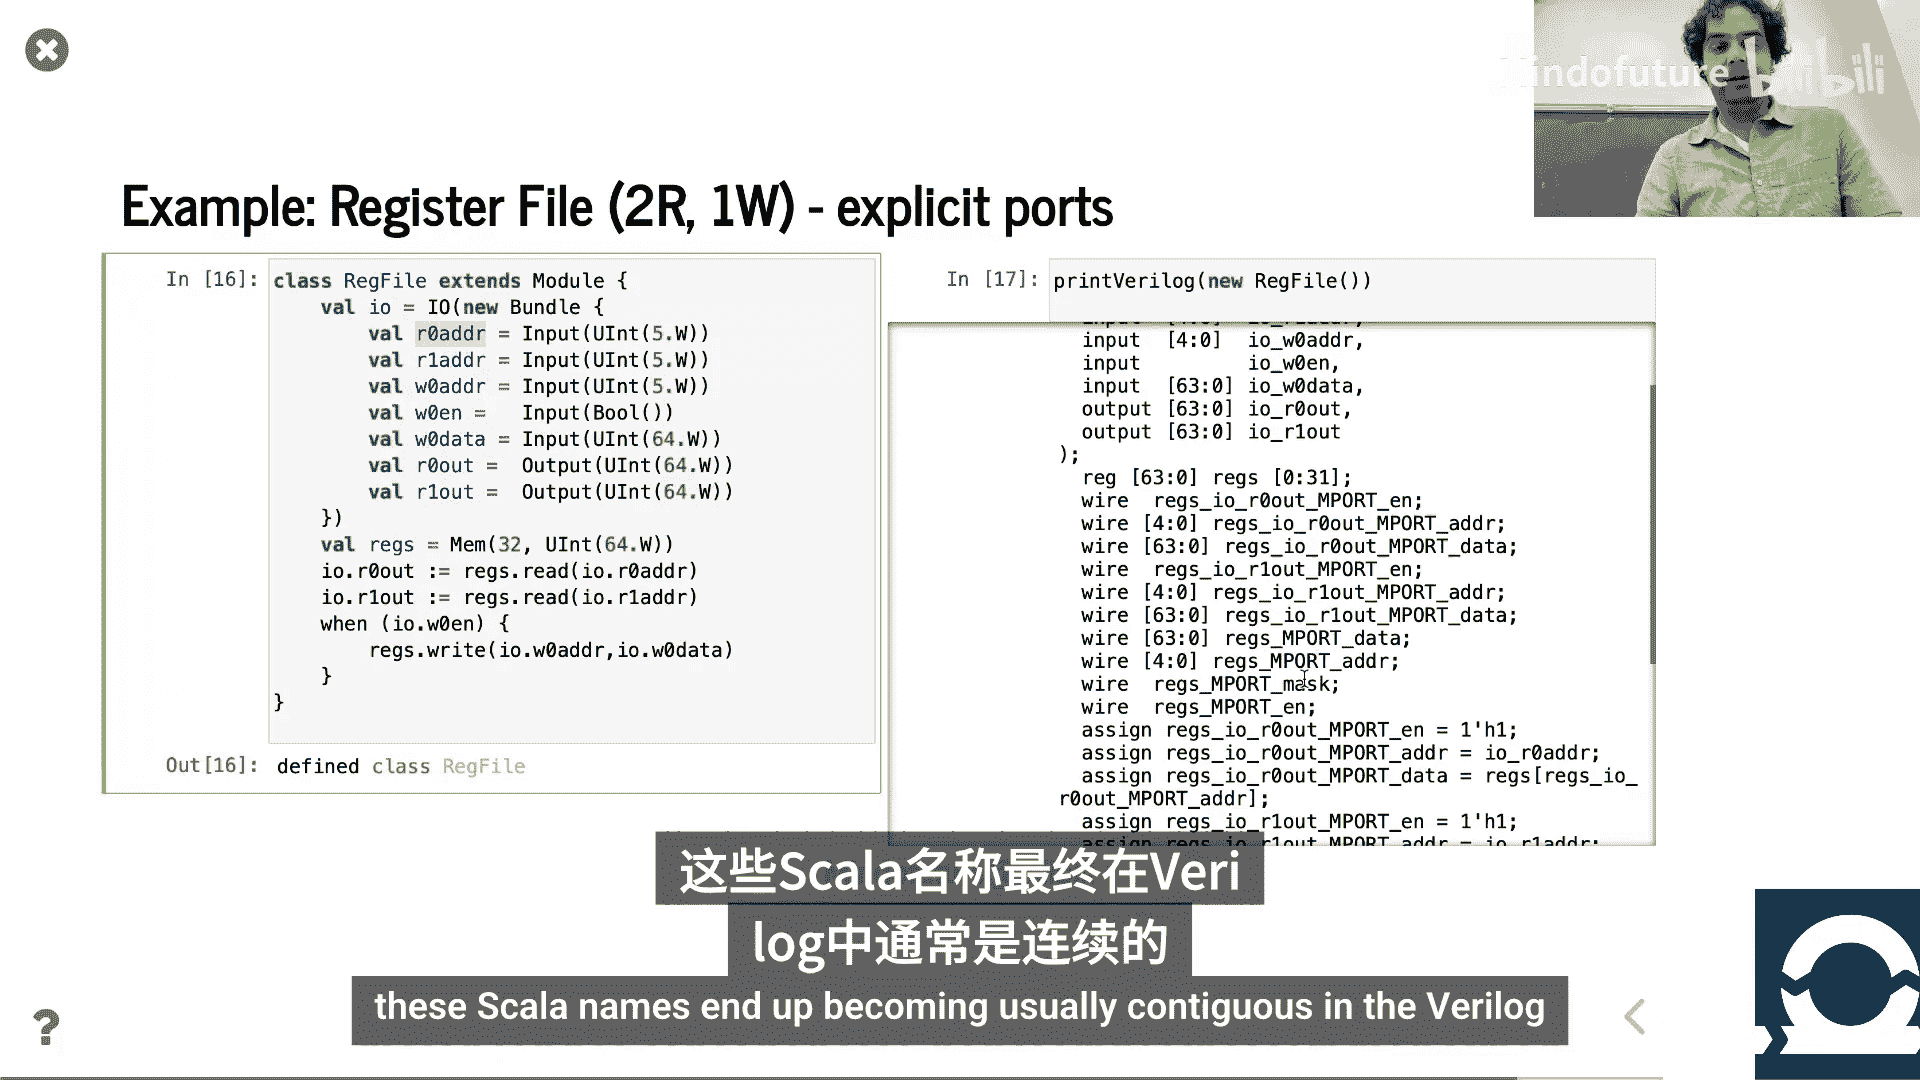 indofuture bilibili
Example: Register File (2R, 1W) - explicit ports
In [16]:
class RegFile extends Module {
val io = IO(new Bundle {
val r0addr = Input(UInt(5.W))
val r1addr = Input(UInt(5.W))
val w0addr = Input(UInt(5.W))
val w0en = Input(Bool())
val w0data = Input(UInt(64.W))
val r0out = Output(UInt(64.W))
val r1out = Output(UInt(64.W))
})
val regs = Mem(32, UInt(64.W))
io.r0out := regs.read(io.r0addr)
io.r1out := regs.read(io.r1addr)
when (io.w0en) {
regs.write(io.w0addr,io.w0data)
}
}
Out[16]: defined class RegFile
In [17]: printVerilog(new RegFile())
input [4:0] io_r1addr,
input [4:0] io_w0addr,
input io_w0en,
input [63:0] io_w0data,
output [63:0] io_r0out,
output [63:0] io_r1out
);
reg [63:0] regs [0:31];
wire regs_io_r0out_MPORT_en;
wire [4:0] regs_io_r0out_MPORT_addr;
wire [63:0] regs_io_r0out_MPORT_data;
wire regs_io_r1out_MPORT_en;
wire [4:0] regs_io_r1out_MPORT_addr;
wire [63:0] regs_io_r1out_MPORT_data;
wire [63:0] regs_MPORT_data;
wire [4:0] regs_MPORT_addr;
wire regs_MPORT_mask;
wire regs_MPORT_en;
assign regs_io_r0out_MPORT_en = 1'h1;
assign regs_io_r0out_MPORT_addr = io_r0addr;
assign regs_io_r0out_MPORT_data = regs[regs_io_
r0out_MPORT_addr];
assign regs_io_r1out_MPORT_en = 1'h1;
assign regs_io_r1out_MPORT_addr = io_r1addr;
这些Scala名称最终在Veri
log中通常是连续的
these Scala names end up becoming usually contiguous in the Verilog
?